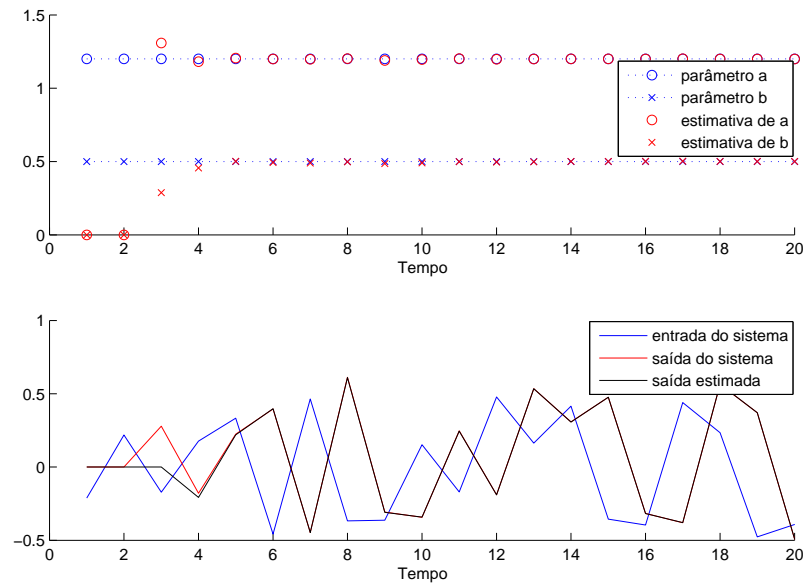 1.5
1
0.5
0
parâmetro a
parâmetro b
estimativa de a
estimativa de b
0 2 4 6 8 10 12 14 16 18 20
Tempo
1
0.5
0
−0.5
entrada do sistema
saída do sistema
saída estimada
0 2 4 6 8 10 12 14 16 18 20
Tempo